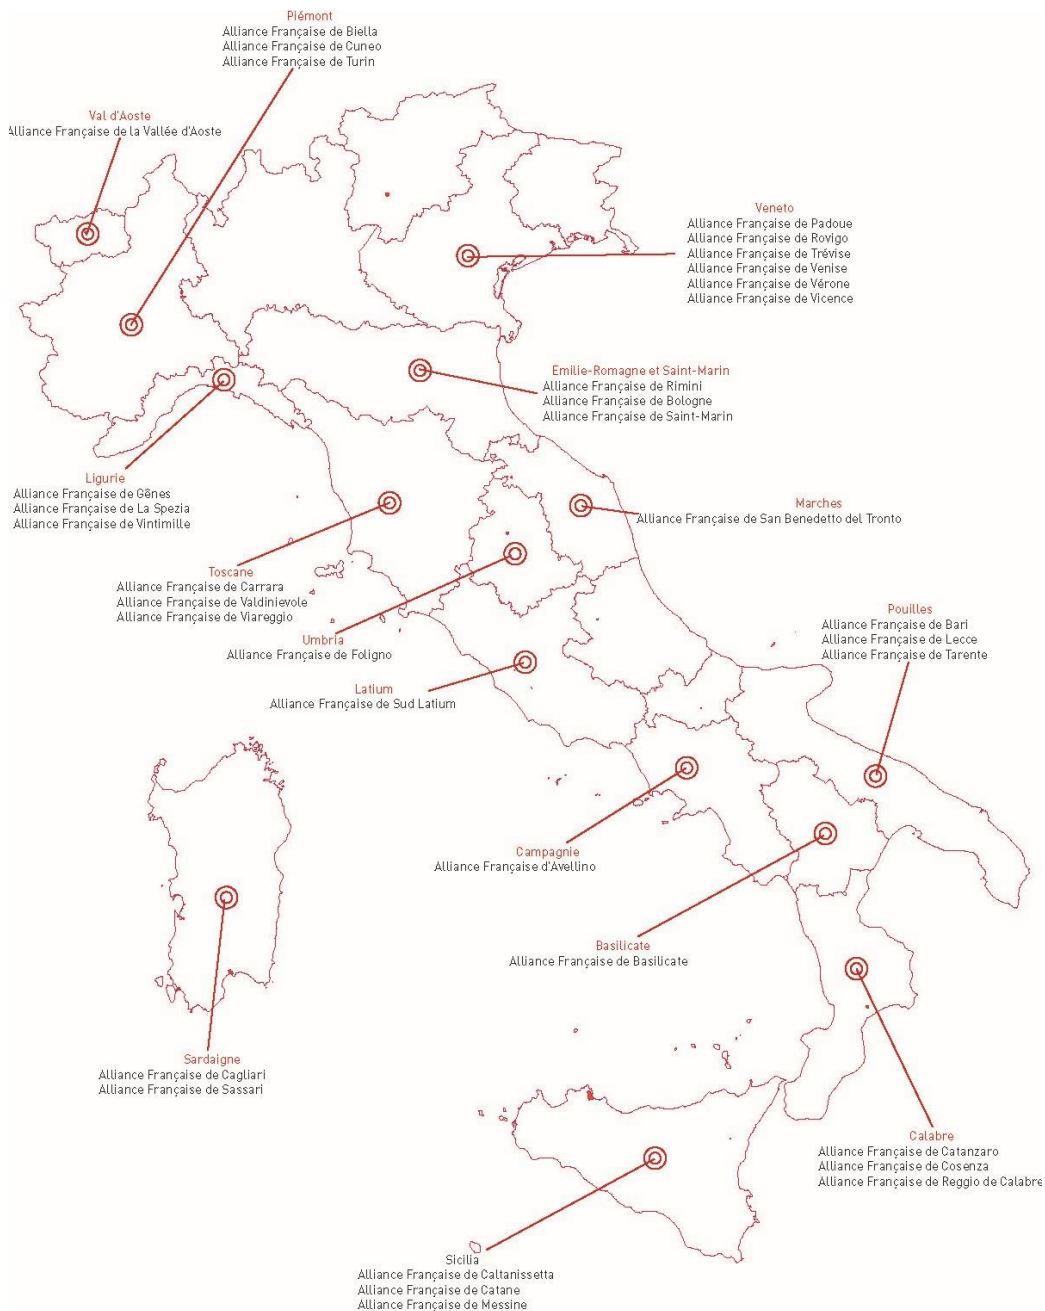 Piémont
Alliance Française de Biella
Alliance Française de Cuneo
Alliance Française de Turin
Val d'Aoste
Alliance Française de la Vallée d'Aoste
Veneto
Alliance Française de Padoue
Alliance Française de Rovigo
Alliance Française de Trévise
Alliance Française de Venise
Alliance Française de Vérone
Alliance Française de Vicence
Emilie-Romagne et Saint-Marin
Alliance Française de Rimini
Alliance Française de Bologne
Alliance Française de Saint-Marin
Ligurie
Alliance Française de Gênes
Alliance Française de La Spezia
Alliance Française de Vintimille
Marches
Alliance Française de San Benedetto del Tronto
Toscane
Alliance Française de Carrara
Alliance Française de Valdinievole
Alliance Française de Viareggio
Umbria
Alliance Française de Foligno
Pouilles
Alliance Française de Bari
Alliance Française de Lecce
Alliance Française de Tarente
Latium
Alliance Française de Sud Latium
Campagnie
Alliance Française d'Avellino
Basilicate
Alliance Française de Basilicate
Sardaigne
Alliance Française de Cagliari
Alliance Française de Sassari
Calabre
Alliance Française de Catanzaro
Alliance Française de Cosenza
Alliance Française de Reggio de Calabre
Sicilia
Alliance Française de Caltanissetta
Alliance Française de Catane
Alliance Française de Messine